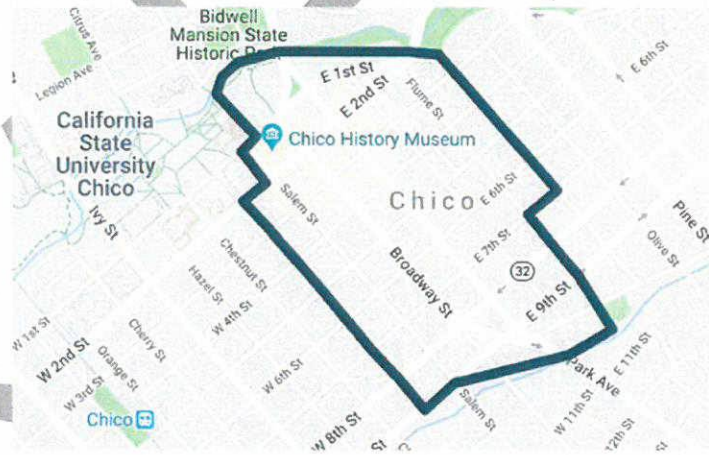 Bidwell
Mansion State
Historic
Citrus Ave
Legion Ave
E 1st St
E 2nd St
Flume St
E 6th St
California
State
University
Chico
Chico History Museum
Ivy St
Salem St
Chico
E 6th St
Pine St
Olive St
E 7th St
32
Broadway St
Chestnut St
Hazel St
W 4th St
E 9th St
W 1st St
W 2nd St
W 3rd St
Cherry St
Orange St
W 6th St
Chico
W 8th St
St
Salem St
Park Ave
E 11th St
W 11th St
12th St